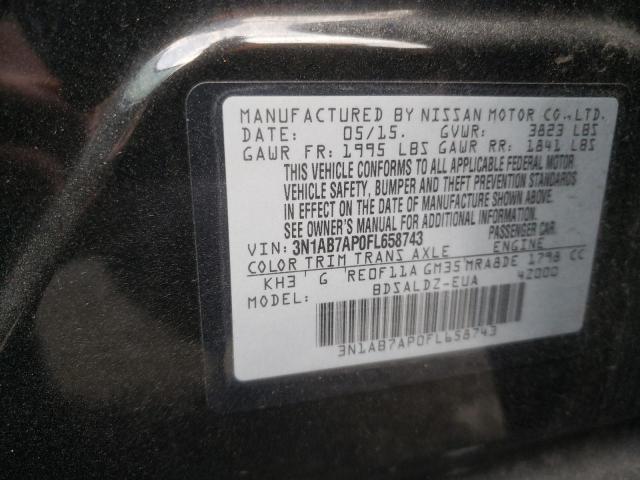 MANUFACTURED BY NISSAN MOTOR CO.,LTD.
DATE: 05/15. GVWR: 3823 LBS
GAWR FR: 1995 LBS GAWR RR: 1841 LBS
THIS VEHICLE CONFORMS TO ALL APPLICABLE FEDERAL MOTOR
VEHICLE SAFETY, BUMPER AND THEFT PREVENTION STANDARDS
IN EFFECT ON THE DATE OF MANUFACTURE SHOWN ABOVE.
SEE OWNER'S MANUAL FOR ADDITIONAL INFORMATION.
VIN: 3N1AB7AP0FL658743 PASSENGER CAR
COLOR TRIM TRANS AXLE ENGINE
KH3 G RE0F11A GM35 MRA8DE 1798 CC
MODEL: BDSALDZ-EUA 42000
3N1AB7AP0FL658743